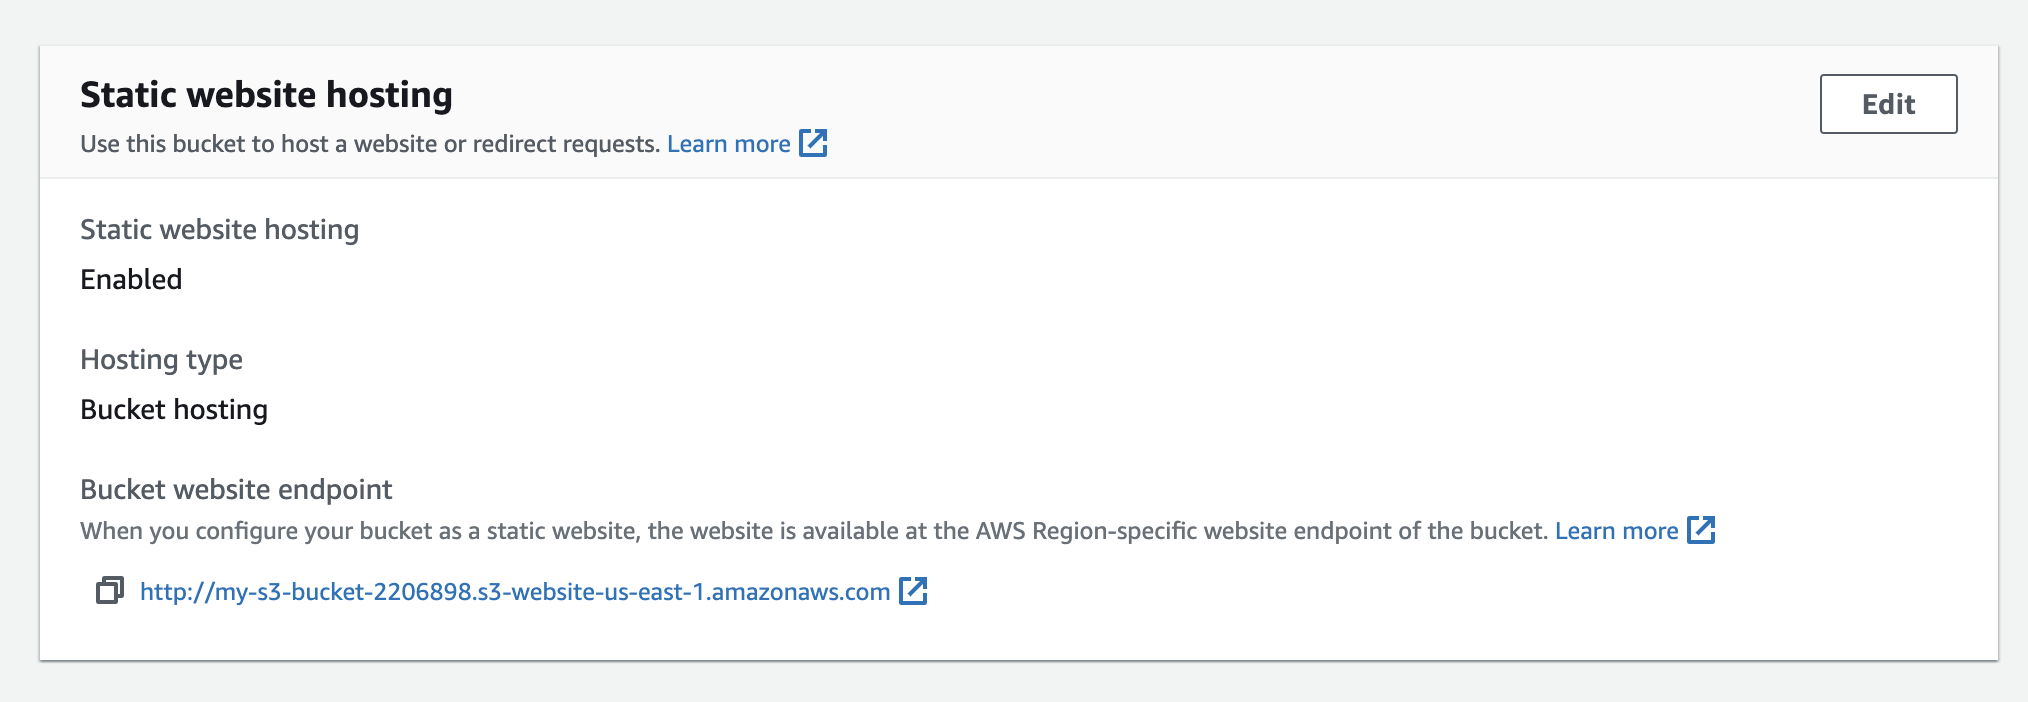 Static website hosting
Edit
Use this bucket to host a website or redirect requests. Learn more
Static website hosting
Enabled
Hosting type
Bucket hosting
Bucket website endpoint
When you configure your bucket as a static website, the website is available at the AWS Region-specific website endpoint of the bucket. Learn more
http://my-s3-bucket-2206898.s3-website-us-east-1.amazonaws.com